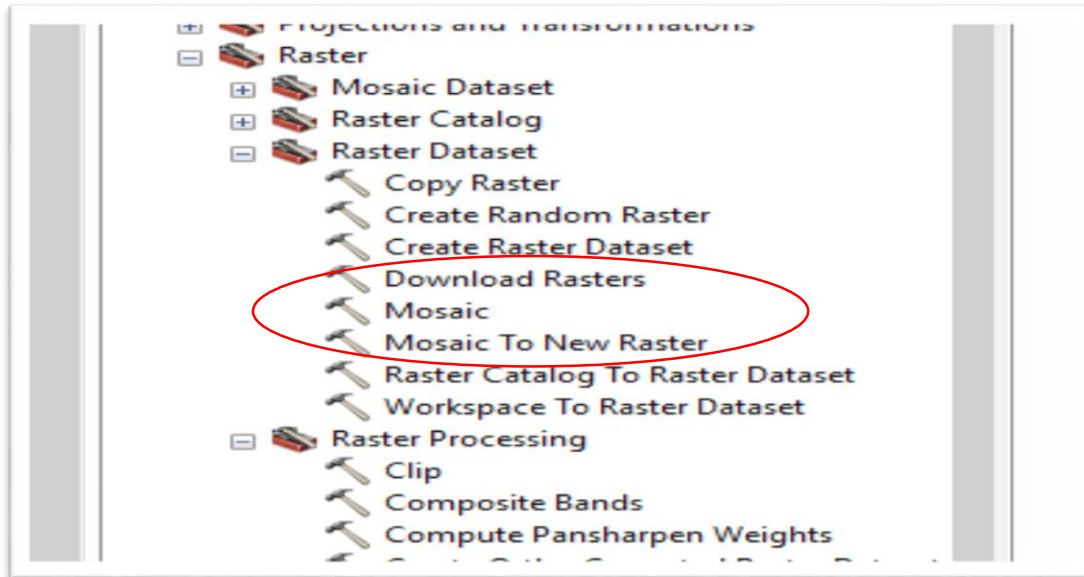 Projections and Transformations
Raster
Mosaic Dataset
Raster Catalog
Raster Dataset
Copy Raster
Create Random Raster
Create Raster Dataset
Download Rasters
Mosaic
Mosaic To New Raster
Raster Catalog To Raster Dataset
Workspace To Raster Dataset
Raster Processing
Clip
Composite Bands
Compute Pansharpen Weights